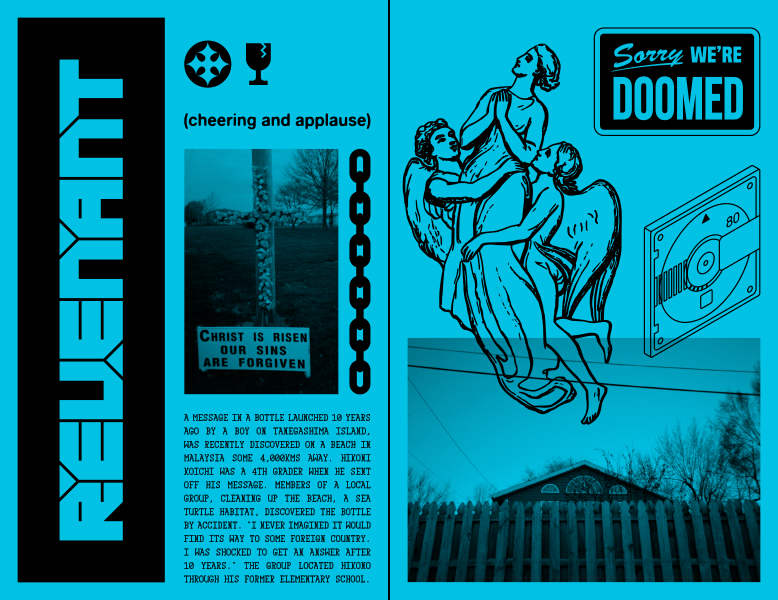 REVENANT
(cheering and applause)
CHRIST IS RISEN
OUR SINS
ARE FORGIVEN
A MESSAGE IN A BOTTLE LAUNCHED 10 YEARS
AGO BY A BOY ON TANEGASHIMA ISLAND,
WAS RECENTLY DISCOVERED ON A BEACH IN
MALAYSIA SOME 4,000KMS AWAY. HIKONI
KOICHI WAS A 4TH GRADER WHEN HE SENT
OFF HIS MESSAGE. MEMBERS OF A LOCAL
GROUP, CLEANING UP THE BEACH, A SEA
TURTLE HABITAT, DISCOVERED THE BOTTLE
BY ACCIDENT. "I NEVER IMAGINED IT WOULD
FIND ITS WAY TO SOME FOREIGN COUNTRY.
I WAS SHOCKED TO GET AN ANSWER AFTER
10 YEARS." THE GROUP LOCATED HIKONO
THROUGH HIS FORMER ELEMENTARY SCHOOL.
Sorry WE'RE
DOOMED
80